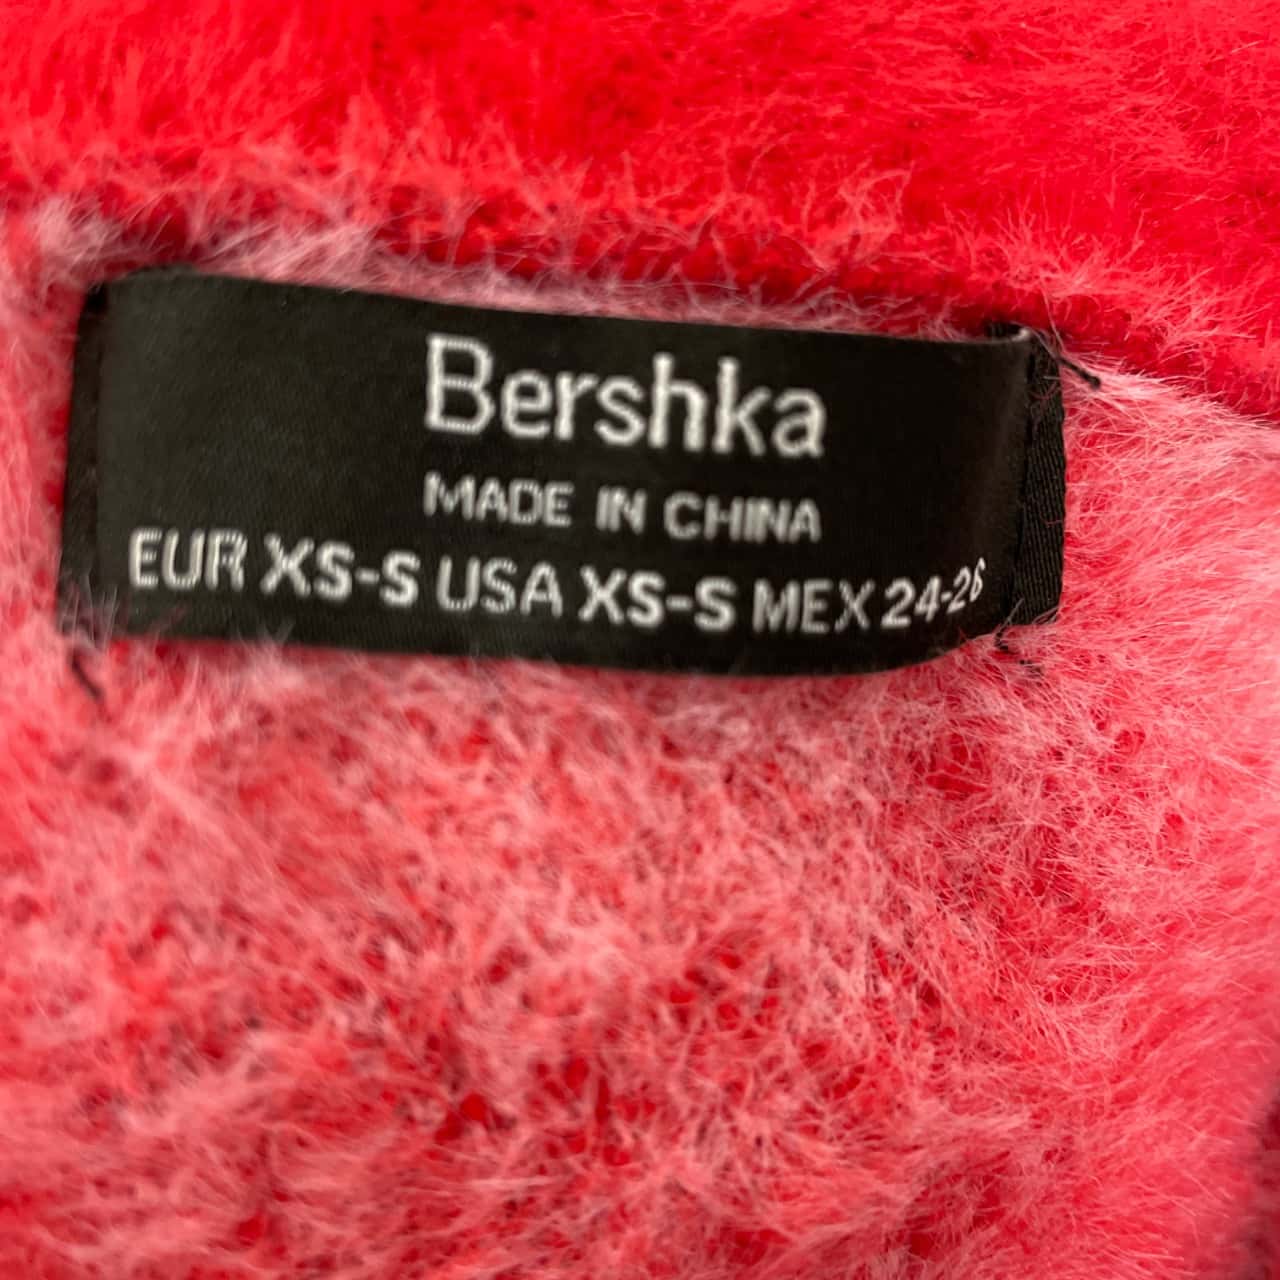 Bershka
MADE IN CHINA
EUR XS-S USA XS-S MEX 24-26